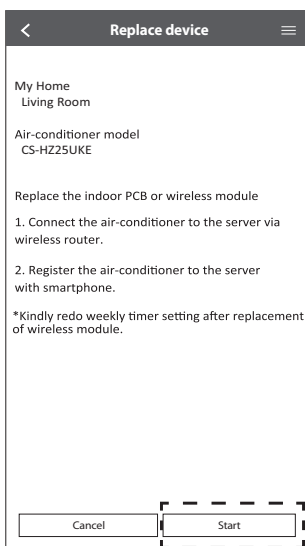 Replace device
My Home
Living Room
Air-conditioner model
CS-HZ25UKE
Replace the indoor PCB or wireless module
1. Connect the air-conditioner to the server via
wireless router.
2. Register the air-conditioner to the server
with smartphone.
*Kindly redo weekly timer setting after replacement
of wireless module.
Cancel
Start